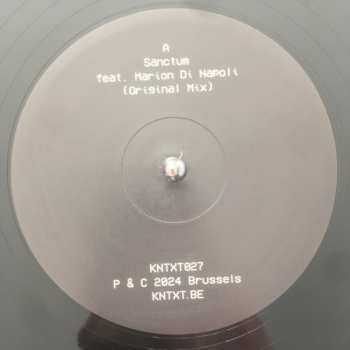 A
Sanctum
feat. Marion Di Napoli
(Original Mix)
KNTXT027
P & C 2024 Brussels
KNTXT.BE